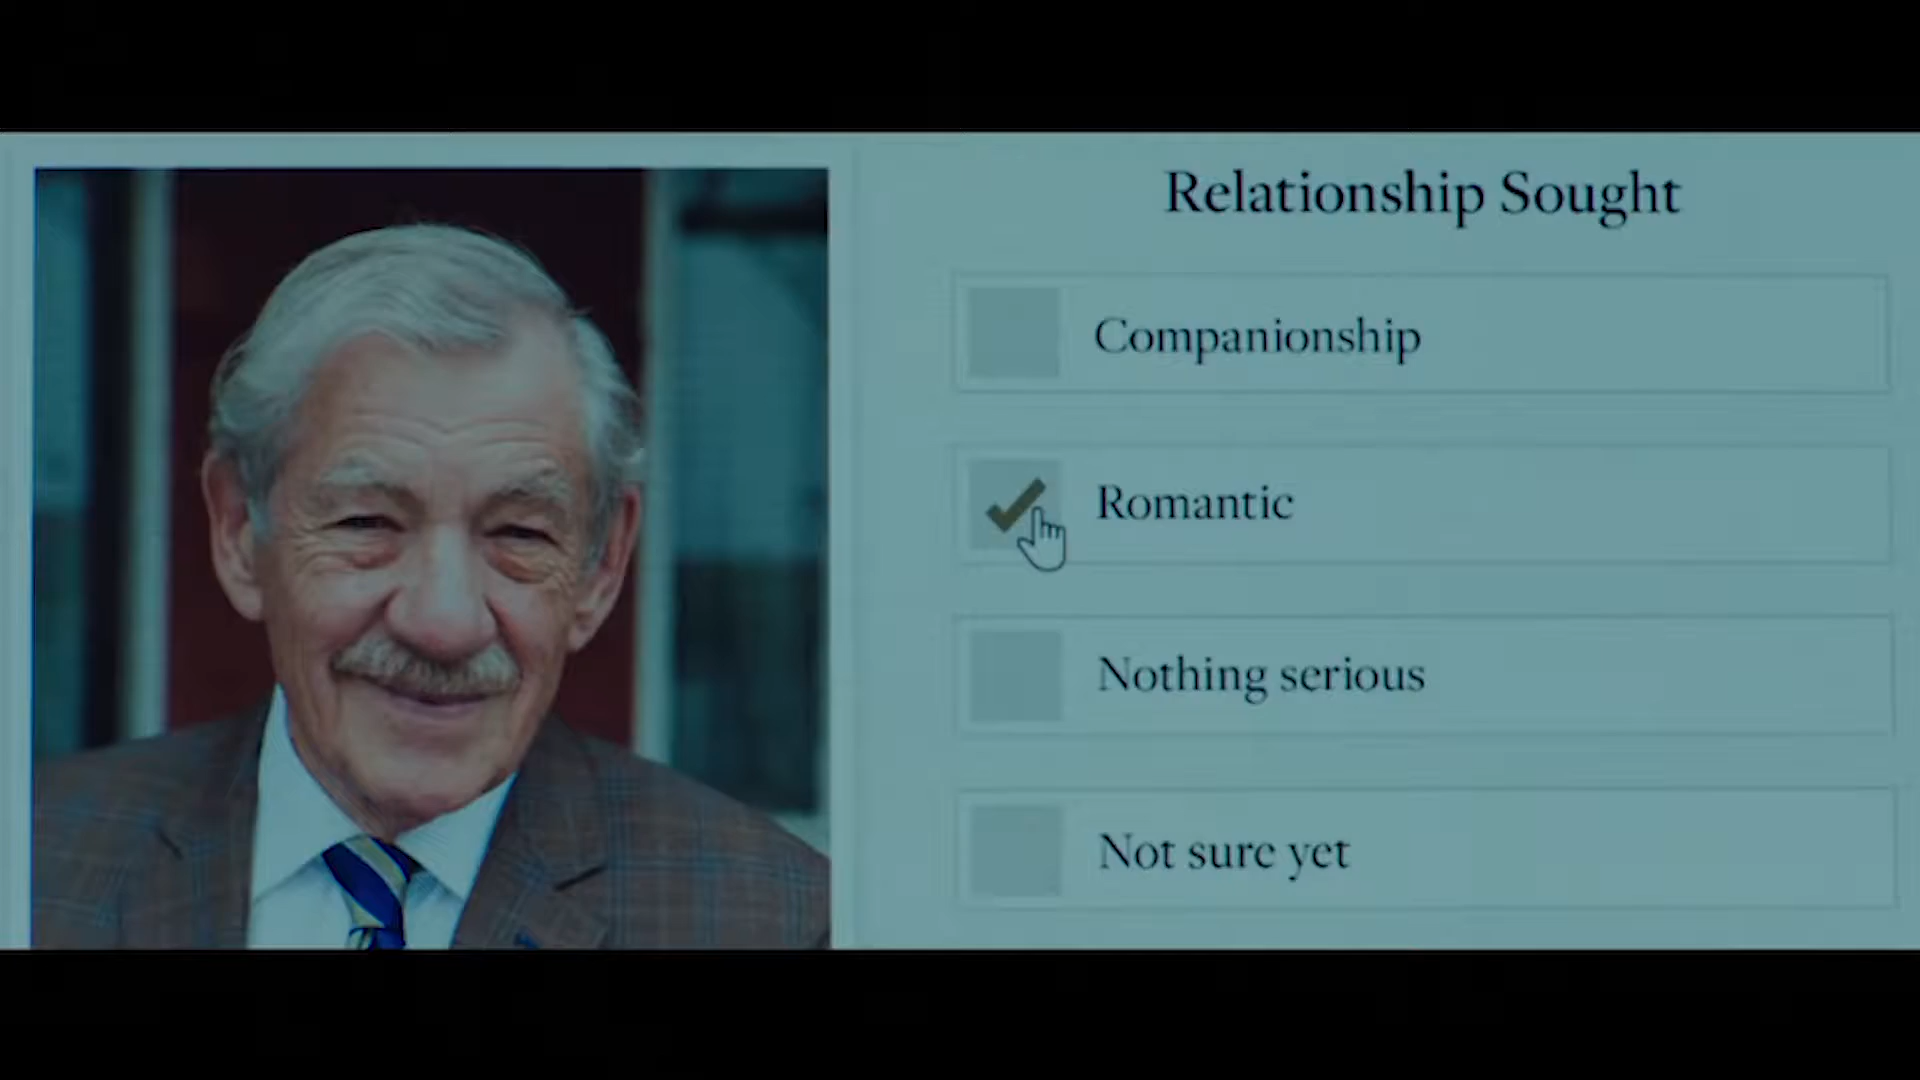 Relationship Sought
Companionship
Romantic
Nothing serious
Not sure yet